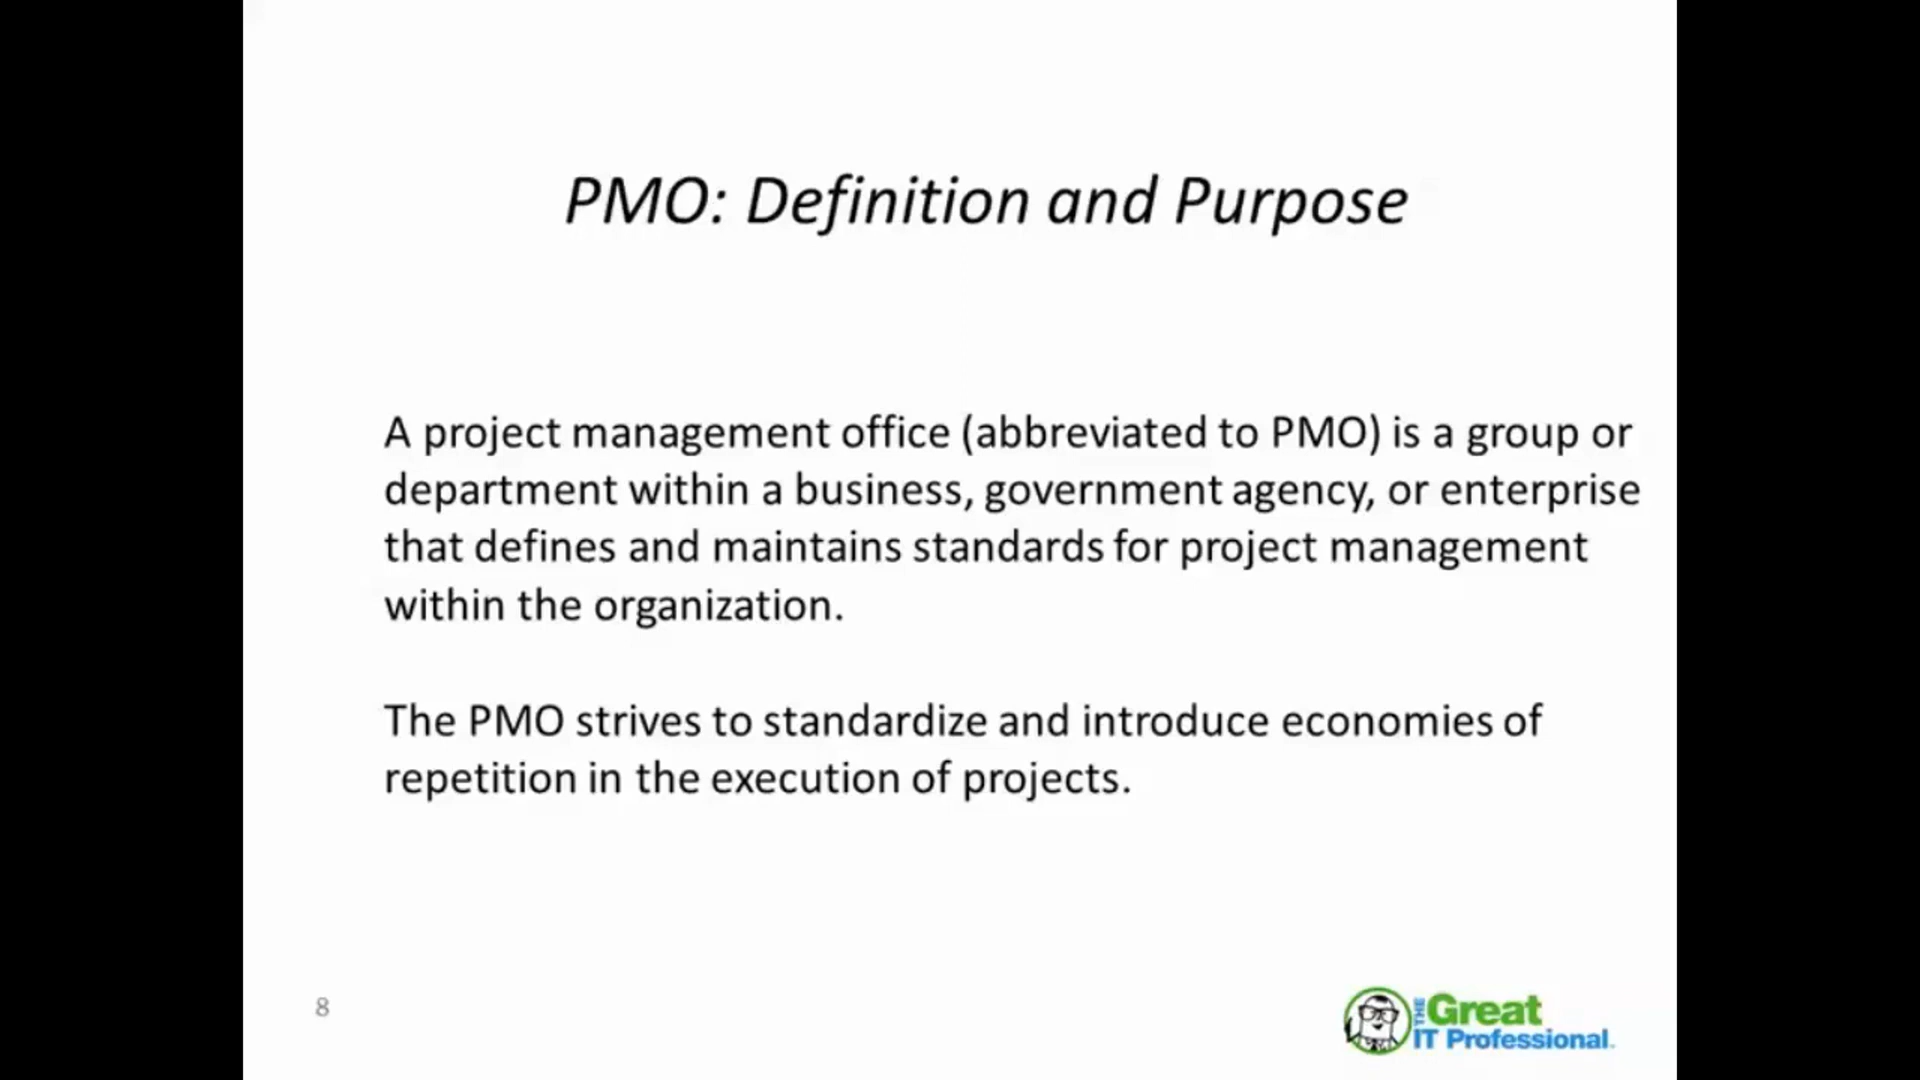 PMO: Definition and Purpose
A project management office (abbreviated to PMO) is a group or
department within a business, government agency, or enterprise
that defines and maintains standards for project management
within the organization.
The PMO strives to standardize and introduce economies of
repetition in the execution of projects.
8
THE Great
IT Professional.